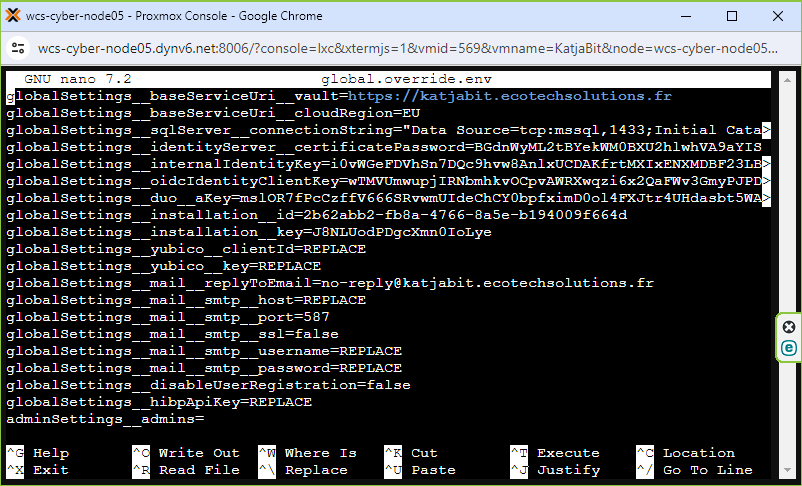 wcs-cyber-node05 - Proxmox Console - Google Chrome
wcs-cyber-node05.dynv6.net:8006/?console=lxc&xtermjs=1&vmid=569&vmname=KatjaBit&node=wcs-cyber-node05...
GNU nano 7.2 global.override.env
globalSettings__baseServiceUri__vault=https://katjabit.ecotechsolutions.fr
globalSettings__baseServiceUri__cloudRegion=EU
globalSettings__sqlServer__connectionString="Data Source=tcp:mssql,1433;Initial Cata>
globalSettings__identityServer__certificatePassword=BGdnWyML2tBYekWM0BXU2hlwhVA9aYIS
globalSettings__internalIdentityKey=i0vWGeFDVhSn7DQc9hvw8AnlxUCDAKfrtMXIxENXMDBF23LB>
globalSettings__oidcIdentityClientKey=wTMVUmwupjIRNbmhkvOCpvAWRXwqzi6x2QaFWv3GmyPJPD>
globalSettings__duo__aKey=mslOR7fPcCzffV666SRvwmUIdeChCY0bpfximD0ol4FXJtr4UHdasbt5WA>
globalSettings__installation__id=2b62abb2-fb8a-4766-8a5e-b194009f664d
globalSettings__installation__key=J8NLUodPDgcXmn0IoLye
globalSettings__yubico__clientId=REPLACE
globalSettings__yubico__key=REPLACE
globalSettings__mail__replyToEmail=no-reply@katjabit.ecotechsolutions.fr
globalSettings__mail__smtp__host=REPLACE
globalSettings__mail__smtp__port=587
globalSettings__mail__smtp__ssl=false
globalSettings__mail__smtp__username=REPLACE
globalSettings__mail__smtp__password=REPLACE
globalSettings__disableUserRegistration=false
globalSettings__hibpApiKey=REPLACE
adminSettings__admins=
^G Help ^O Write Out ^W Where Is ^K Cut ^T Execute ^C Location
^X Exit ^R Read File ^\ Replace ^U Paste ^J Justify ^/ Go To Line